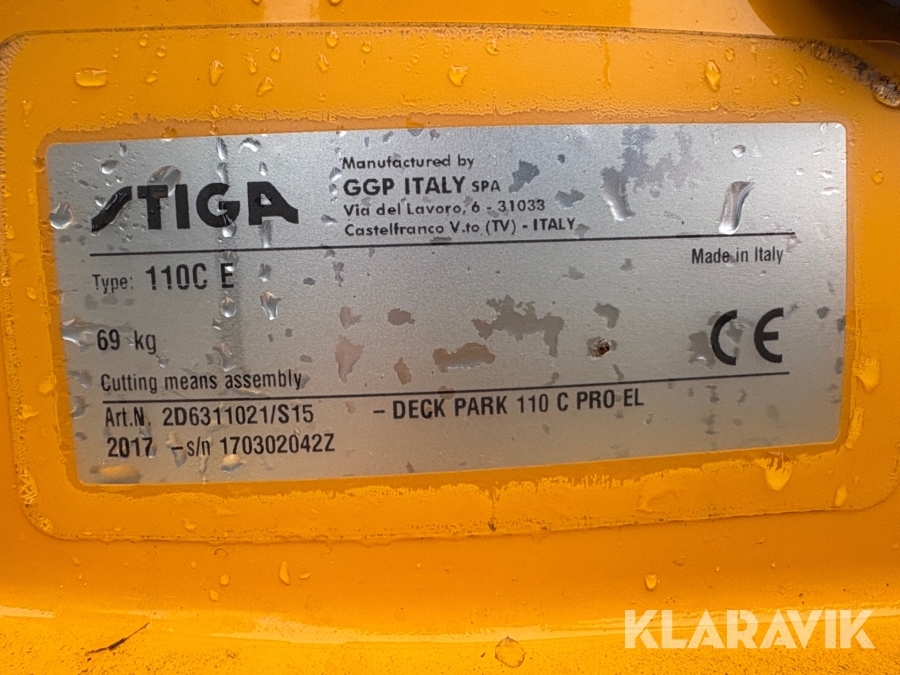 STIGA
Manufactured by
GGP ITALY SPA
Via del Lavoro, 6 - 31033
Castelfranco V.to (TV) - ITALY
Made in Italy
Type: 110C E
69 kg
CE
Cutting means assembly
Art.N. 2D6311021/S15 - DECK PARK 110 C PRO EL
2017 - s/n 170302042Z
KLARAVIK